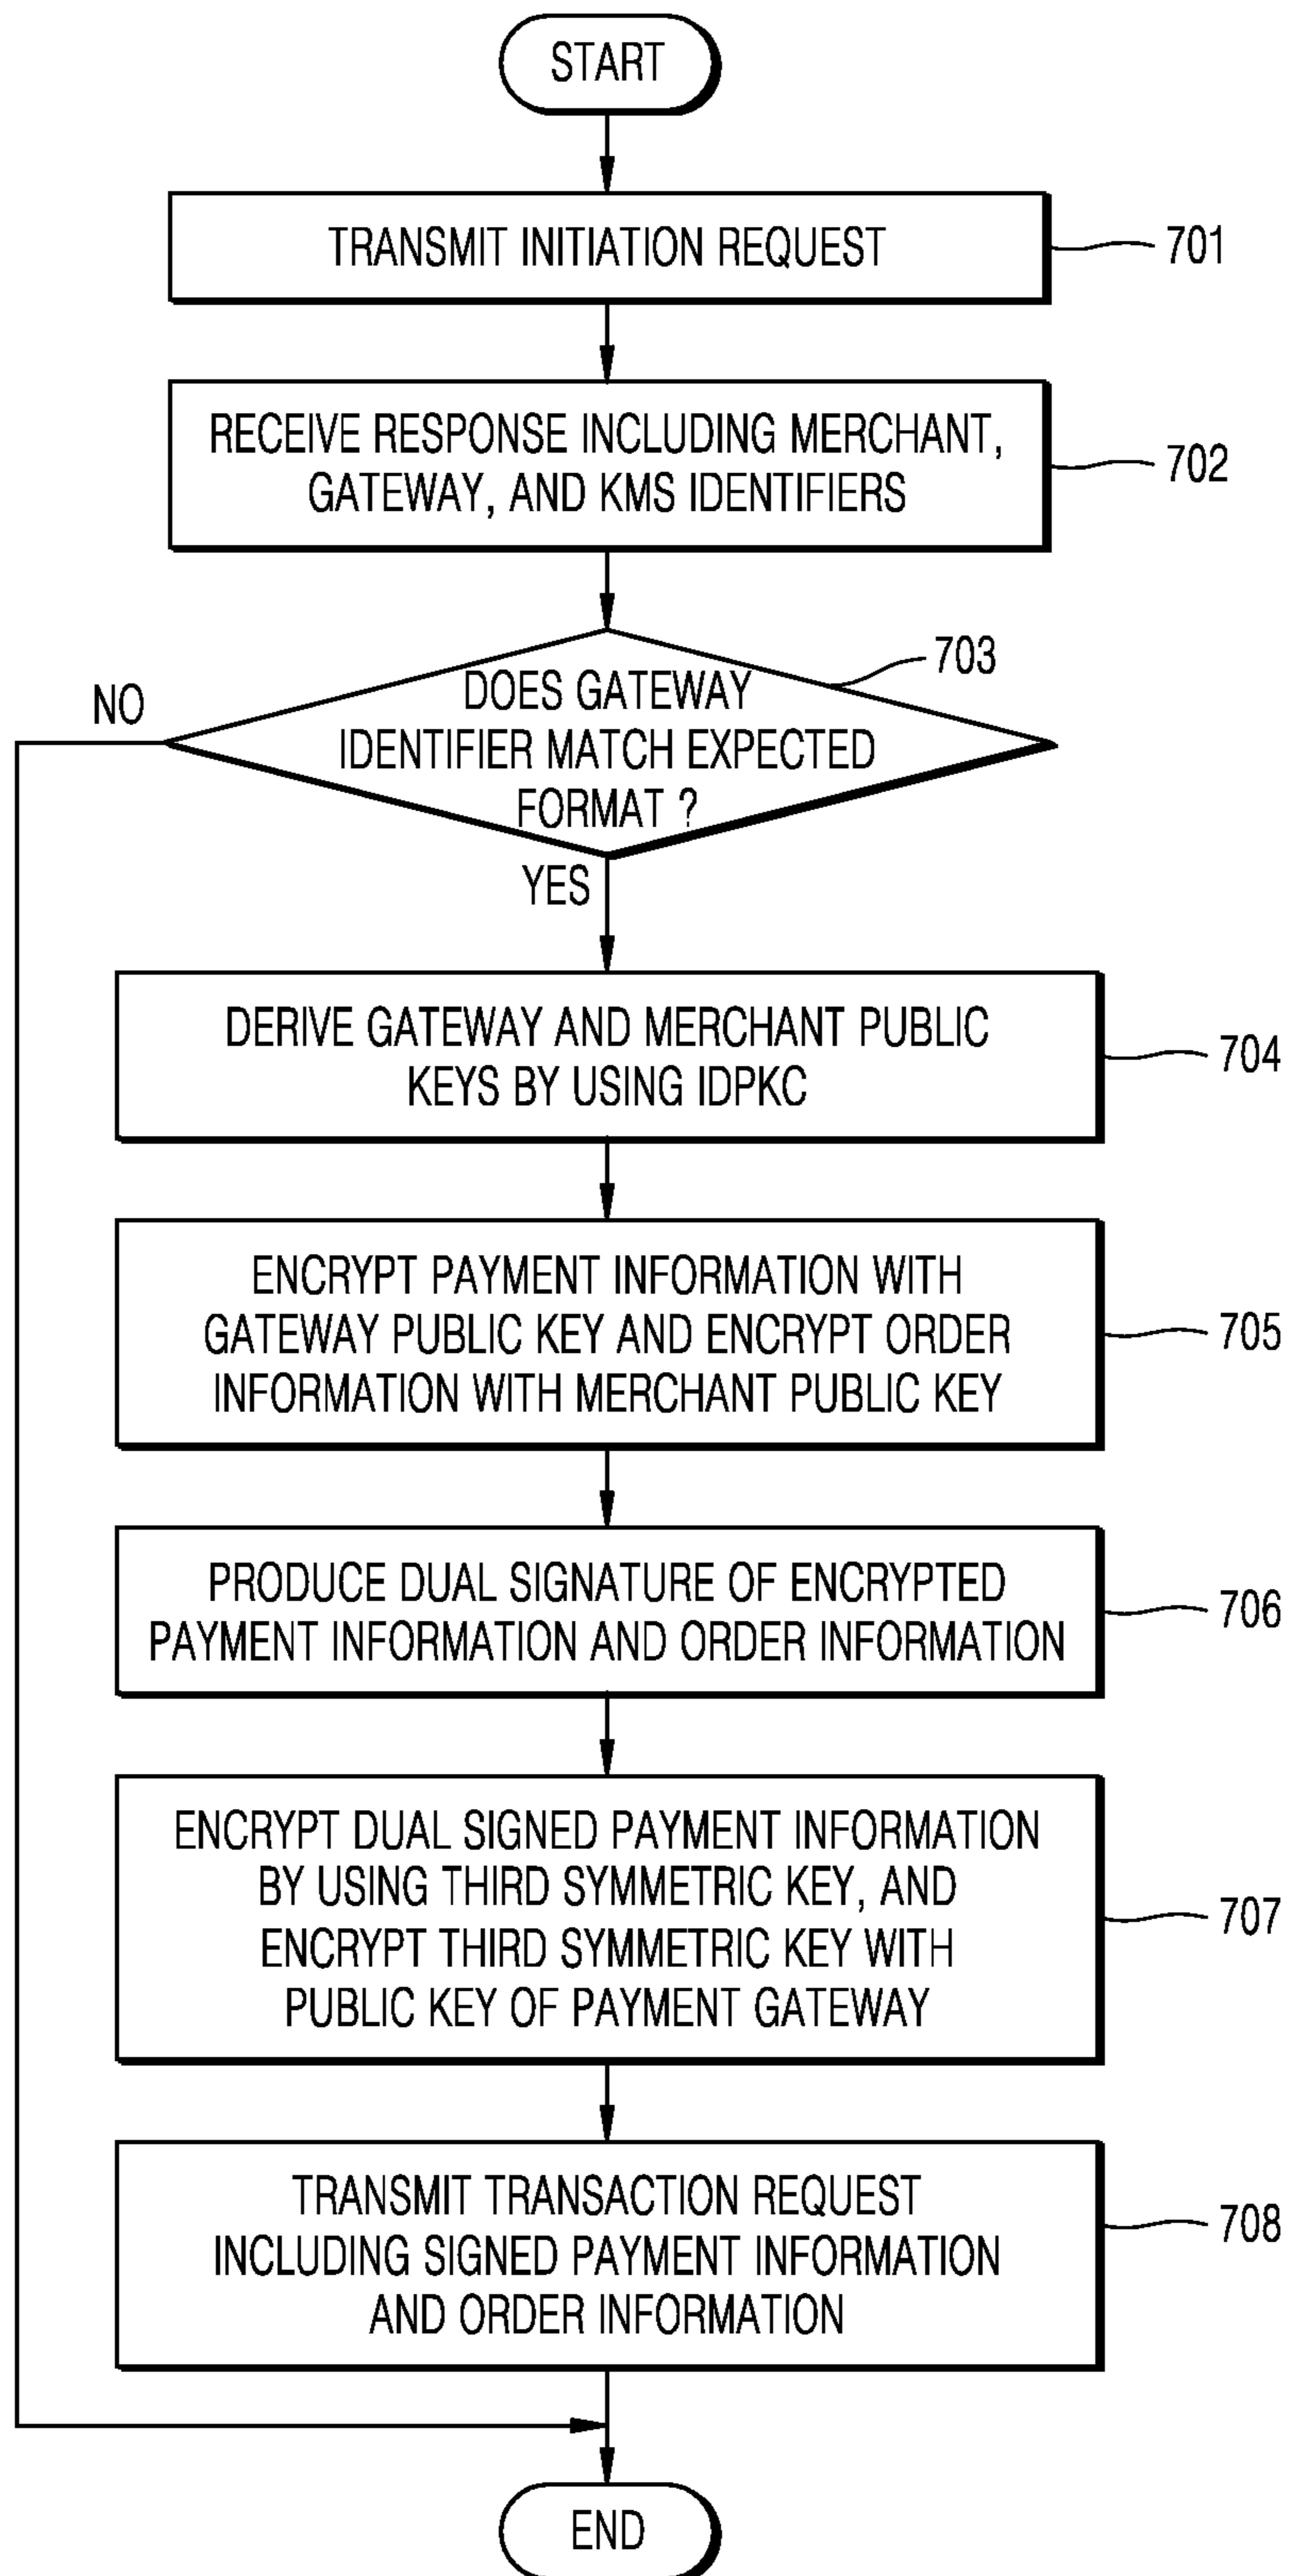 START
TRANSMIT INITIATION REQUEST
701
RECEIVE RESPONSE INCLUDING MERCHANT,
GATEWAY, AND KMS IDENTIFIERS
702
703
NO
DOES GATEWAY
IDENTIFIER MATCH EXPECTED
FORMAT ?
YES
DERIVE GATEWAY AND MERCHANT PUBLIC
KEYS BY USING IDPKC
704
ENCRYPT PAYMENT INFORMATION WITH
GATEWAY PUBLIC KEY AND ENCRYPT ORDER
INFORMATION WITH MERCHANT PUBLIC KEY
705
PRODUCE DUAL SIGNATURE OF ENCRYPTED
PAYMENT INFORMATION AND ORDER INFORMATION
706
ENCRYPT DUAL SIGNED PAYMENT INFORMATION
BY USING THIRD SYMMETRIC KEY, AND
ENCRYPT THIRD SYMMETRIC KEY WITH
PUBLIC KEY OF PAYMENT GATEWAY
707
TRANSMIT TRANSACTION REQUEST
INCLUDING SIGNED PAYMENT INFORMATION
AND ORDER INFORMATION
708
END